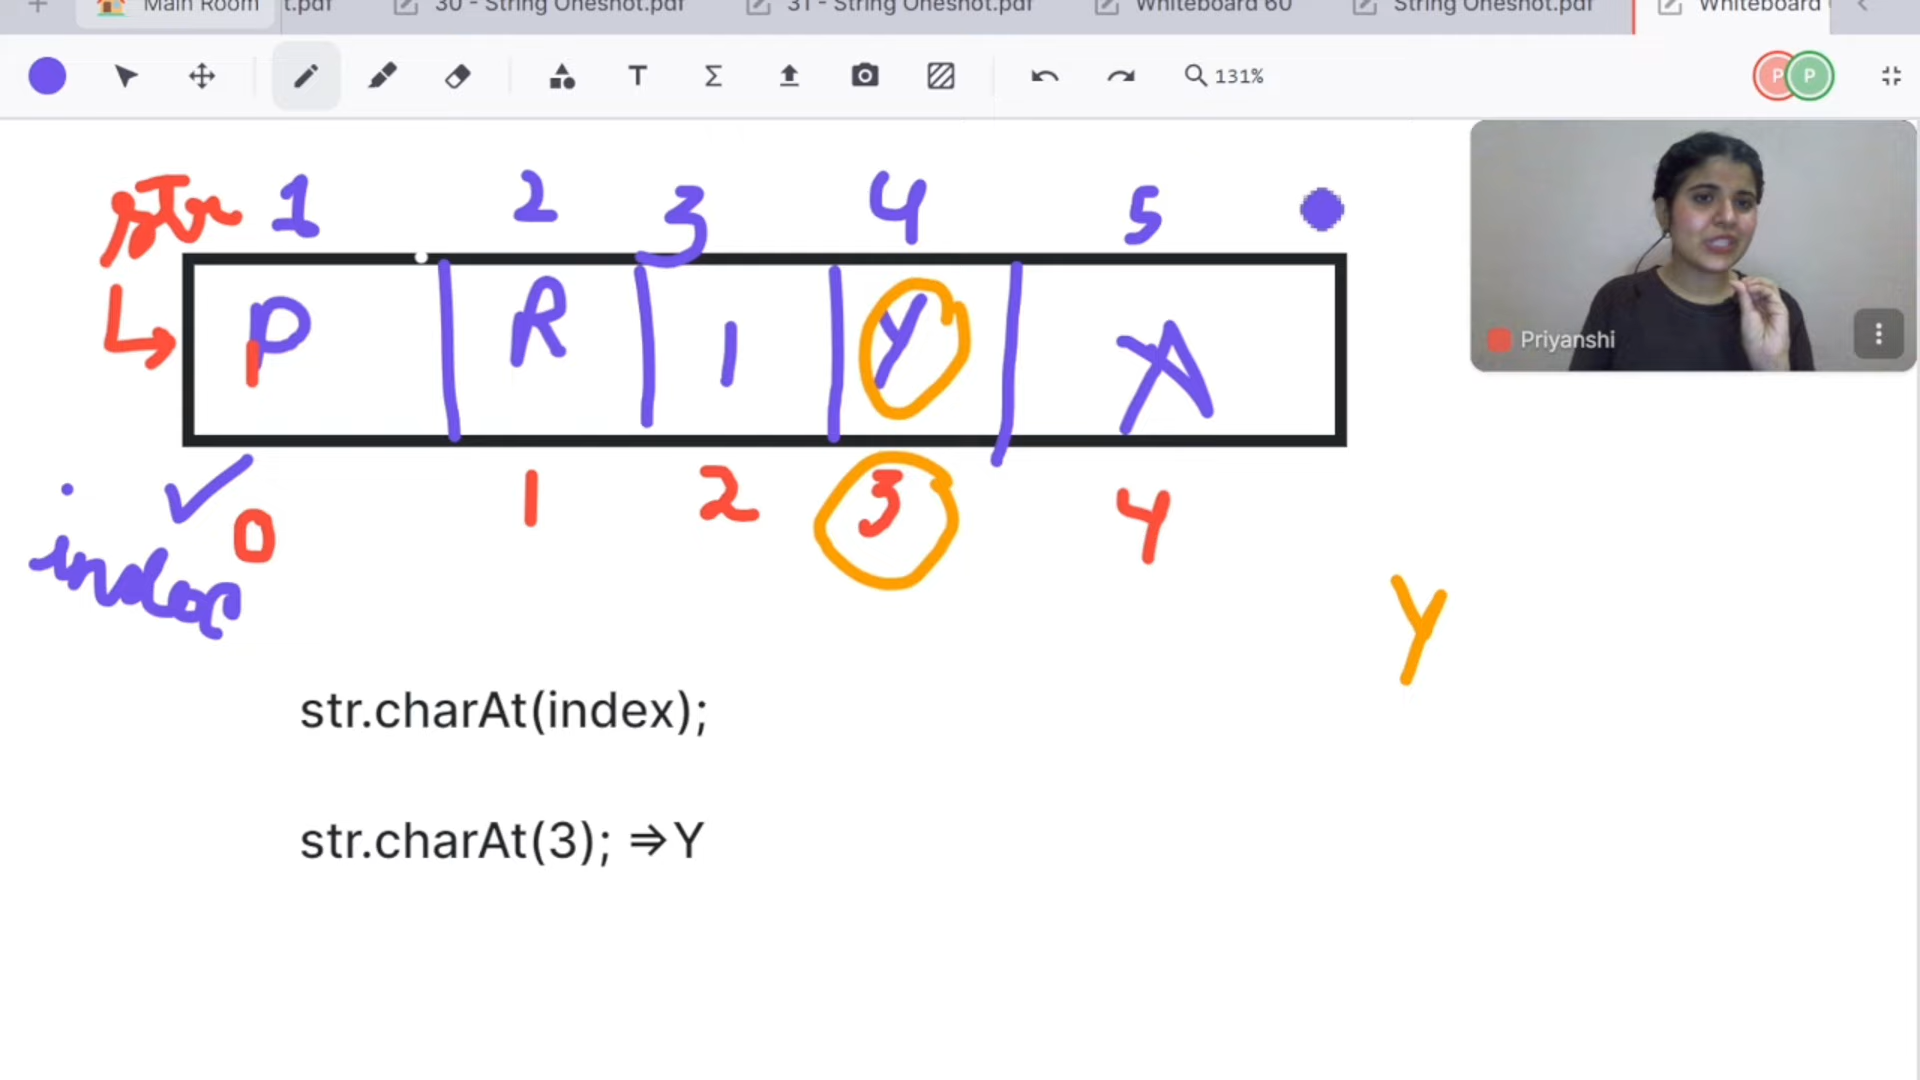 Main Room t.pdf 30 - String Oneshot.pdf 31 - String Oneshot.pdf Whiteboard 60 String Oneshot.pdf Whiteboard
T Σ 131% P P
str 1 2 3 4 5
P R I Y A
Priyanshi
0 1 2 3 4
index
Y
str.charAt(index);
str.charAt(3); ⇒Y